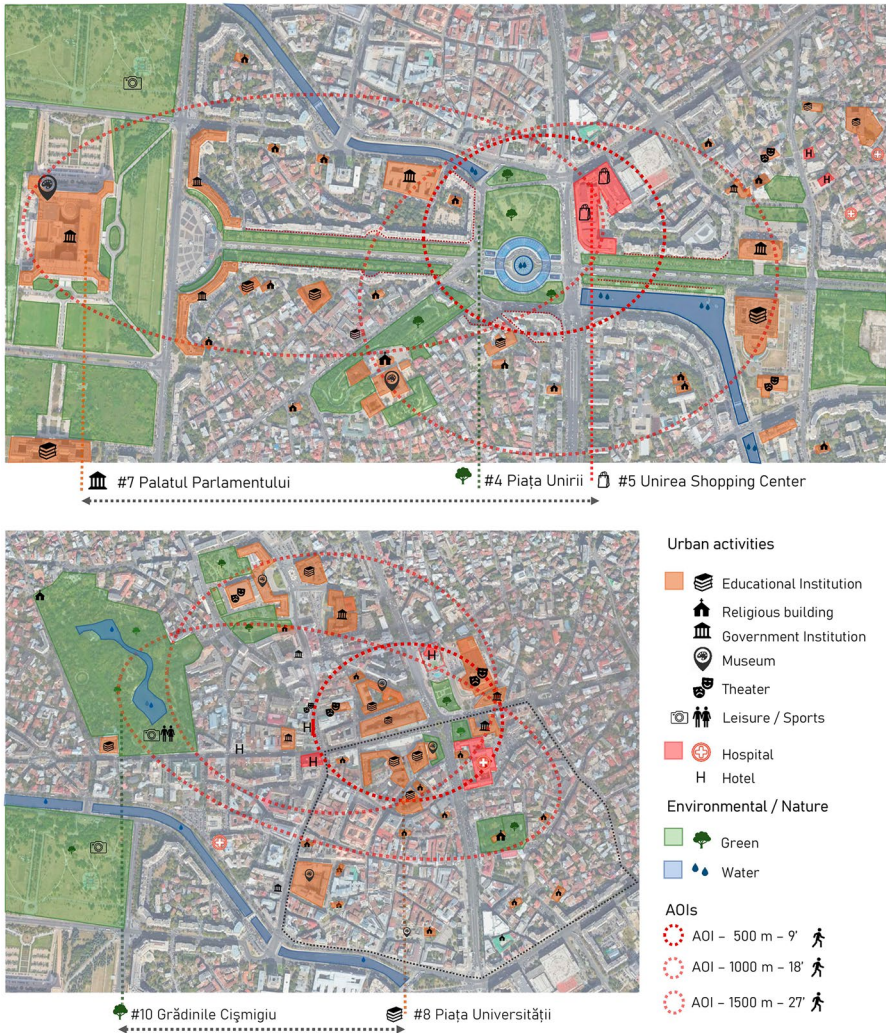 #7 Palatul Parlamentului
#4 Piața Unirii
#5 Unirea Shopping Center
Urban activities
Educational Institution
Religious building
Government Institution
Museum
Theater
Leisure / Sports
Hospital
H Hotel
Environmental / Nature
Green
Water
AOIs
AOI – 500 m – 9'
AOI – 1000 m – 18'
AOI – 1500 m – 27'
H
H
H
H
H
H
#10 Grădinile Cişmigiu
#8 Piața Universității